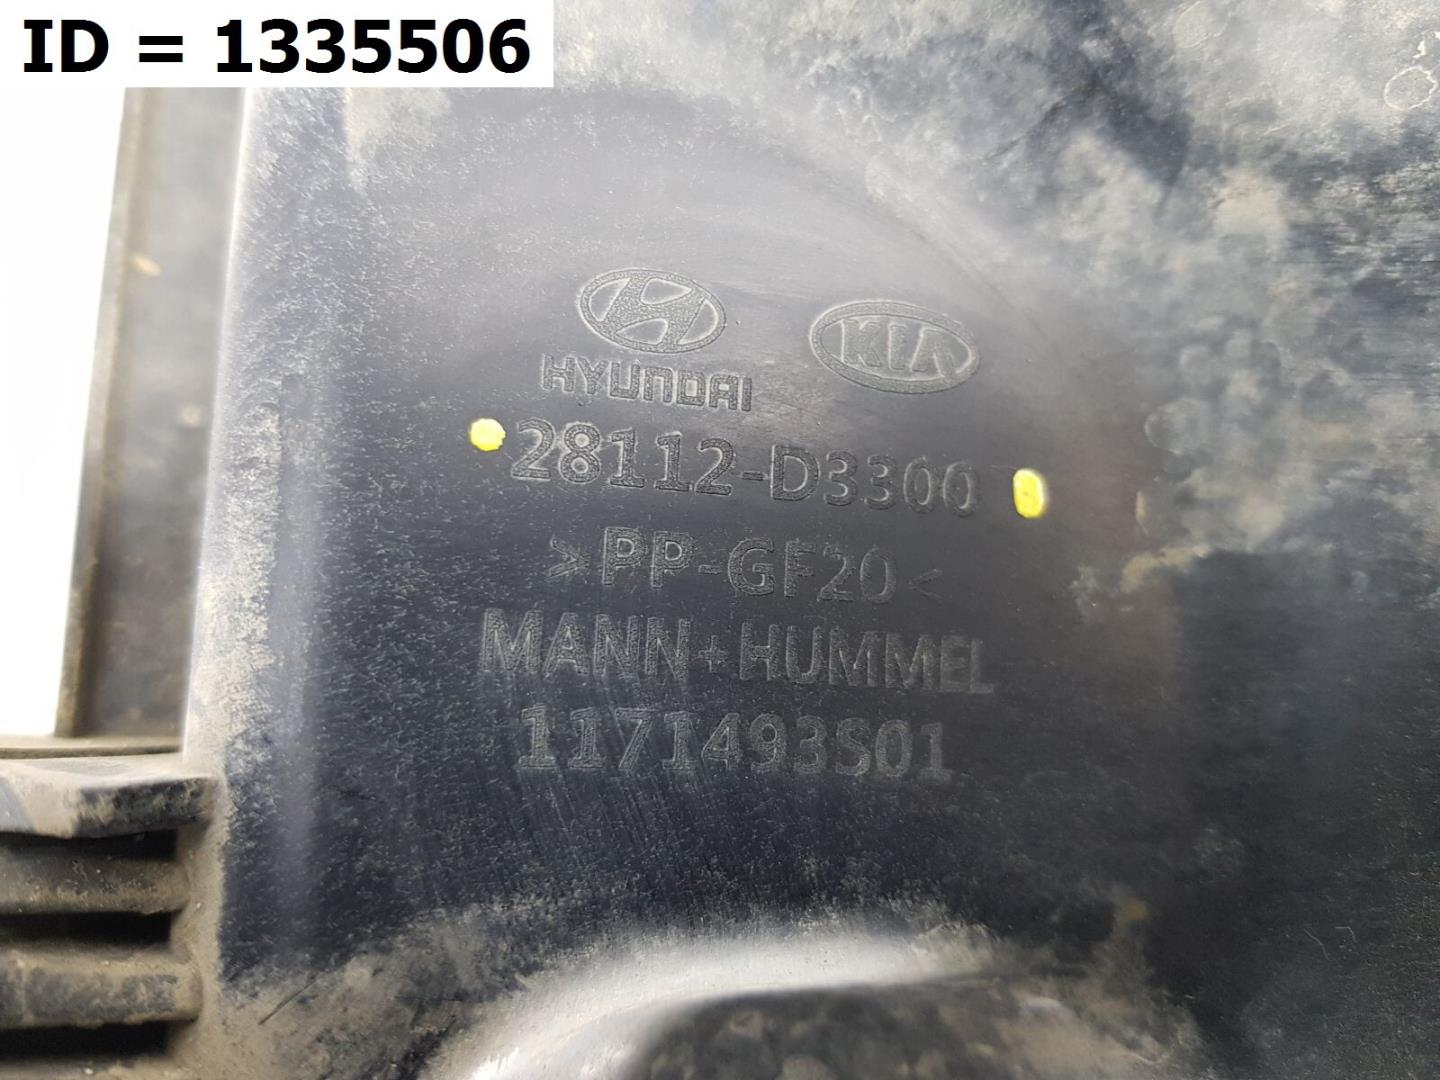 ID = 1335506
HYUNDAI KIA
28112-D3300
>PP-GF20<
MANN+HUMMEL
1171493S01